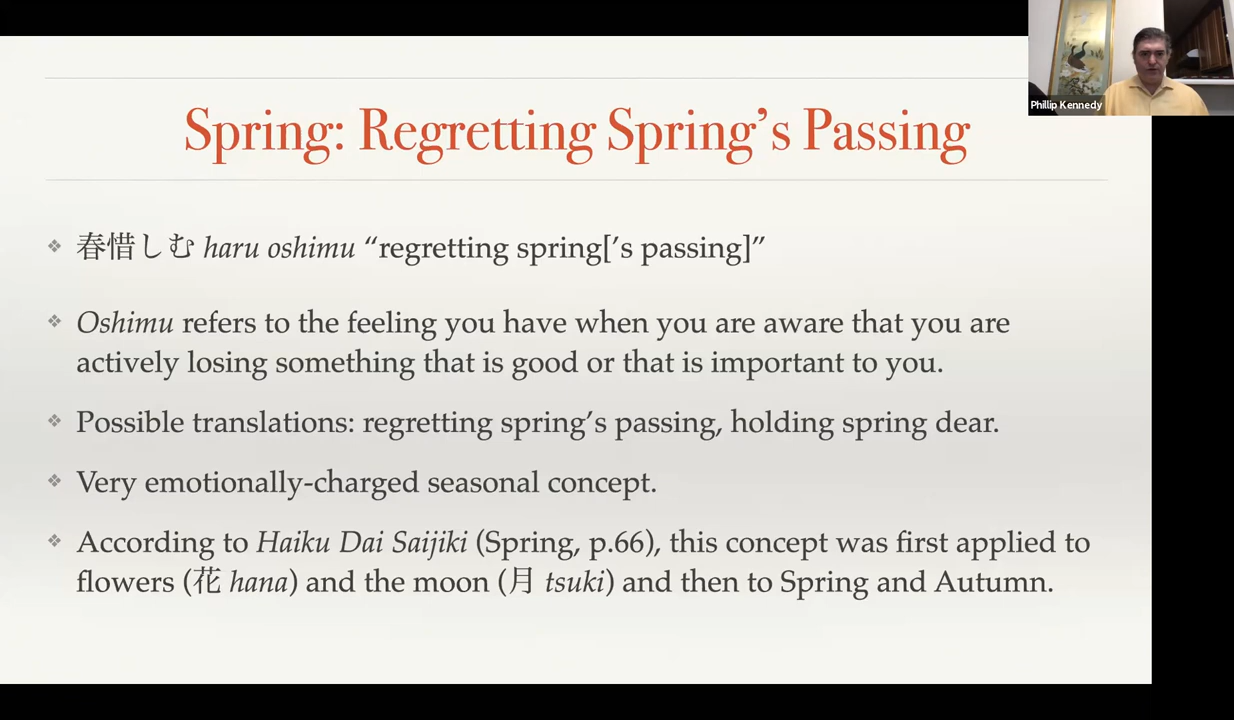 Phillip Kennedy
Spring: Regretting Spring’s Passing
春惜しむ haru oshimu “regretting spring[’s passing]”
Oshimu refers to the feeling you have when you are aware that you are
actively losing something that is good or that is important to you.
Possible translations: regretting spring’s passing, holding spring dear.
Very emotionally-charged seasonal concept.
According to Haiku Dai Saijiki (Spring, p.66), this concept was first applied to
flowers (花 hana) and the moon (月 tsuki) and then to Spring and Autumn.